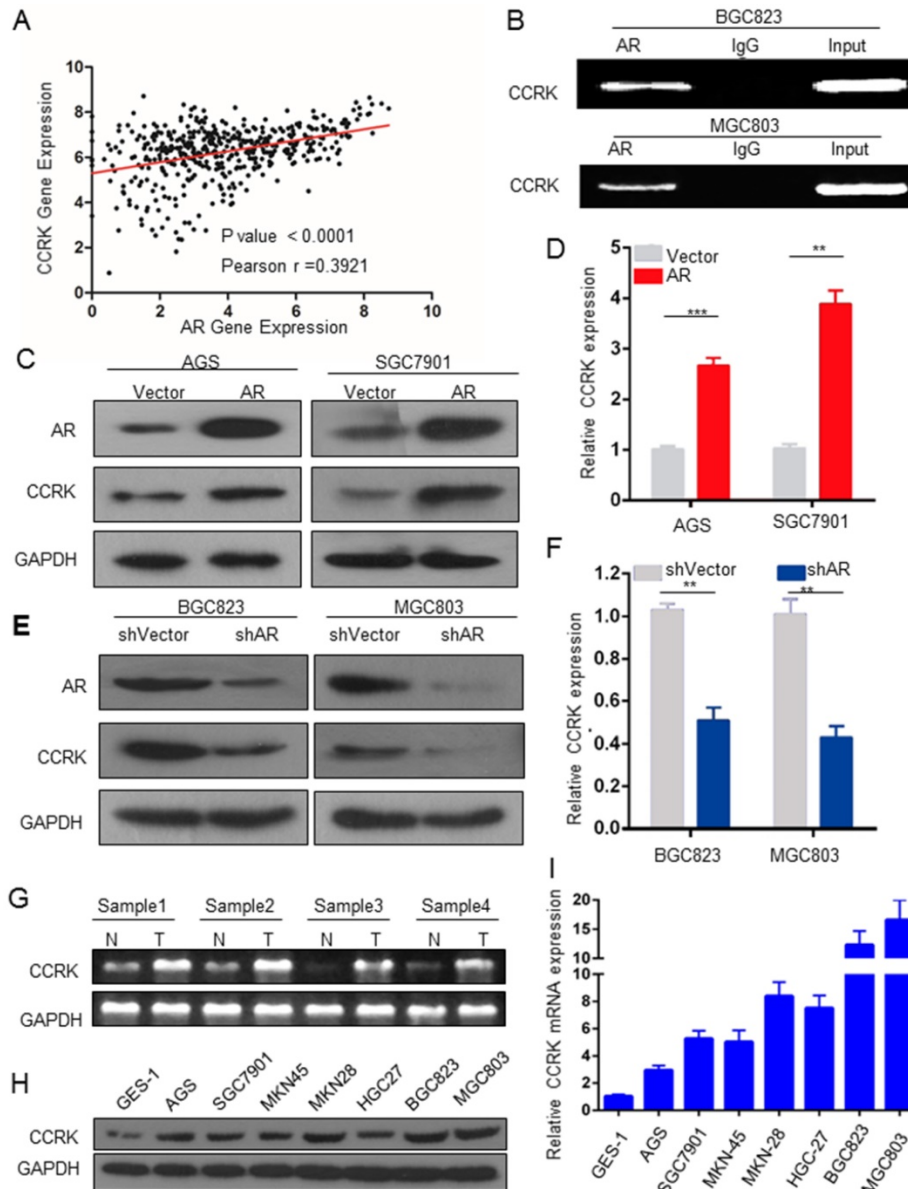 A
CCRK Gene Expression
10
8
6
4
2
0
0 2 4 6 8 10
P value < 0.0001
Pearson r =0.3921
AR Gene Expression
B
BGC823
AR IgG Input
CCRK
MGC803
AR IgG Input
CCRK
C
AGS SGC7901
Vector AR Vector AR
AR
CCRK
GAPDH
D
Vector
AR
Relative CCRK expression
5
4
3
2
1
0
***
**
AGS SGC7901
E
BGC823 MGC803
shVector shAR shVector shAR
AR
CCRK
GAPDH
F
shVector shAR
Relative CCRK expression
1.2
1.0
0.8
0.6
0.4
0.2
0.0
** **
BGC823 MGC803
G
Sample1 Sample2 Sample3 Sample4
N T N T N T N T
CCRK
GAPDH
H
GES-1 AGS SGC7901 MKN45 MKN28 HGC27 BGC823 MGC803
CCRK
GAPDH
I
Relative CCRK mRNA expression
20
15
10
8
6
4
2
0
GES-1 AGS SGC7901 MKN-45 MKN-28 HGC-27 BGC823 MGC803